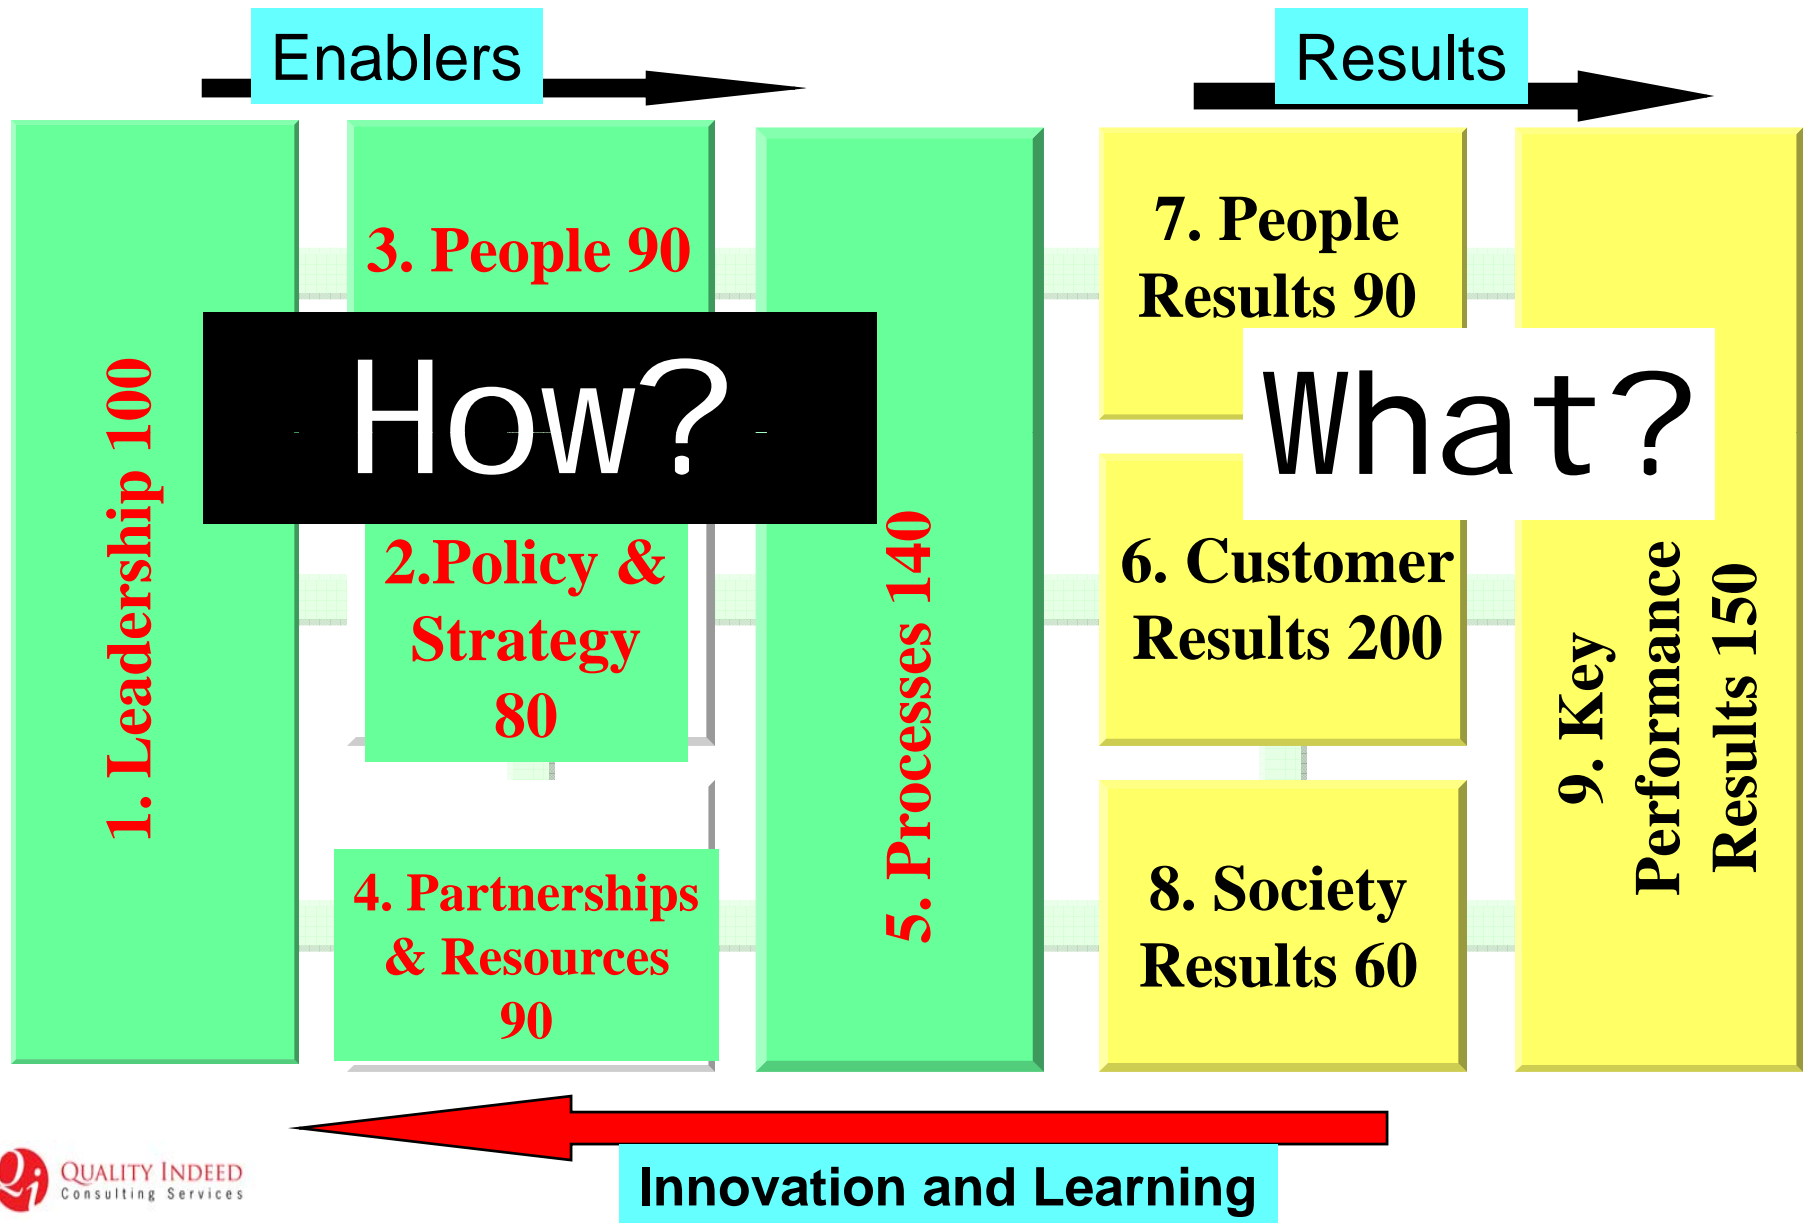 Enablers
Results
3. People 90
7. People
Results 90
How?
What?
1. Leadership 100
2.Policy &
Strategy
80
4. Partnerships
& Resources
90
5. Processes 140
6. Customer
Results 200
8. Society
Results 60
9. Key
Performance
Results 150
Innovation and Learning
Qi
QUALITY INDEED
Consulting Services